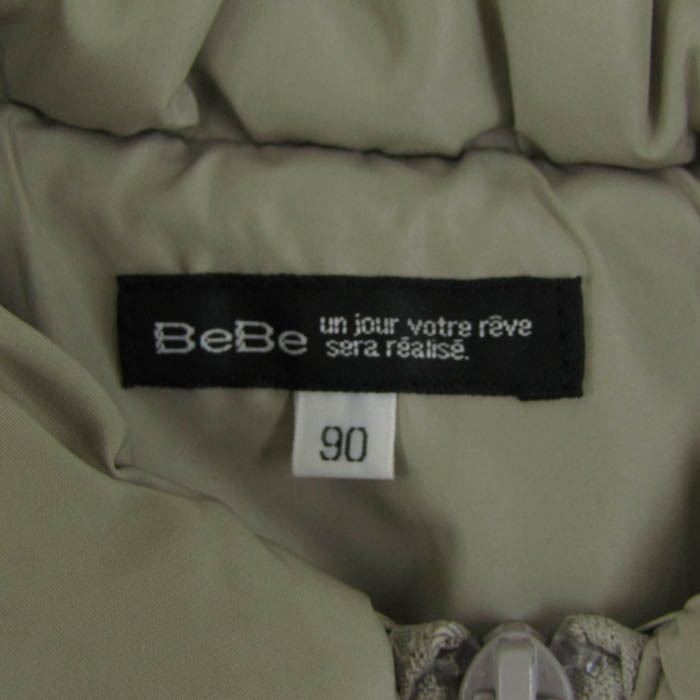 BeBe
un jour votre rêve
sera réalisé.
90